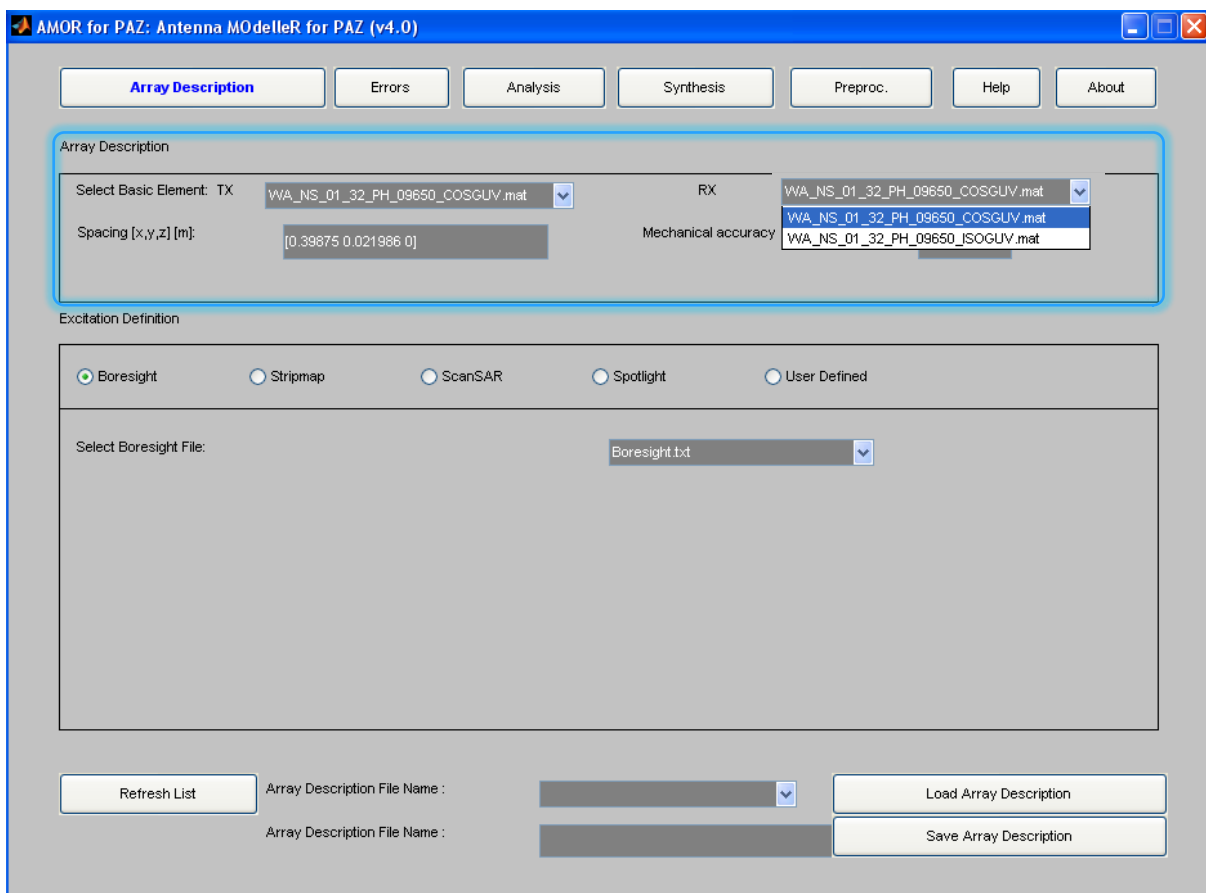 AMOR for PAZ: Antenna MOdelleR for PAZ (v4.0)
Array Description Errors Analysis Synthesis Preproc. Help About
Array Description
Select Basic Element: TX WA_NS_01_32_PH_09650_COSGUV.mat RX WA_NS_01_32_PH_09650_COSGUV.mat
WA_NS_01_32_PH_09650_COSGUV.mat
Spacing [x,y,z] [m]: [0.39875 0.021986 0] Mechanical accuracy WA_NS_01_32_PH_09650_ISOGUV.mat
Excitation Definition
Boresight Stripmap ScanSAR Spotlight User Defined
Select Boresight File: Boresight.txt
Refresh List Array Description File Name : Load Array Description
Array Description File Name : Save Array Description